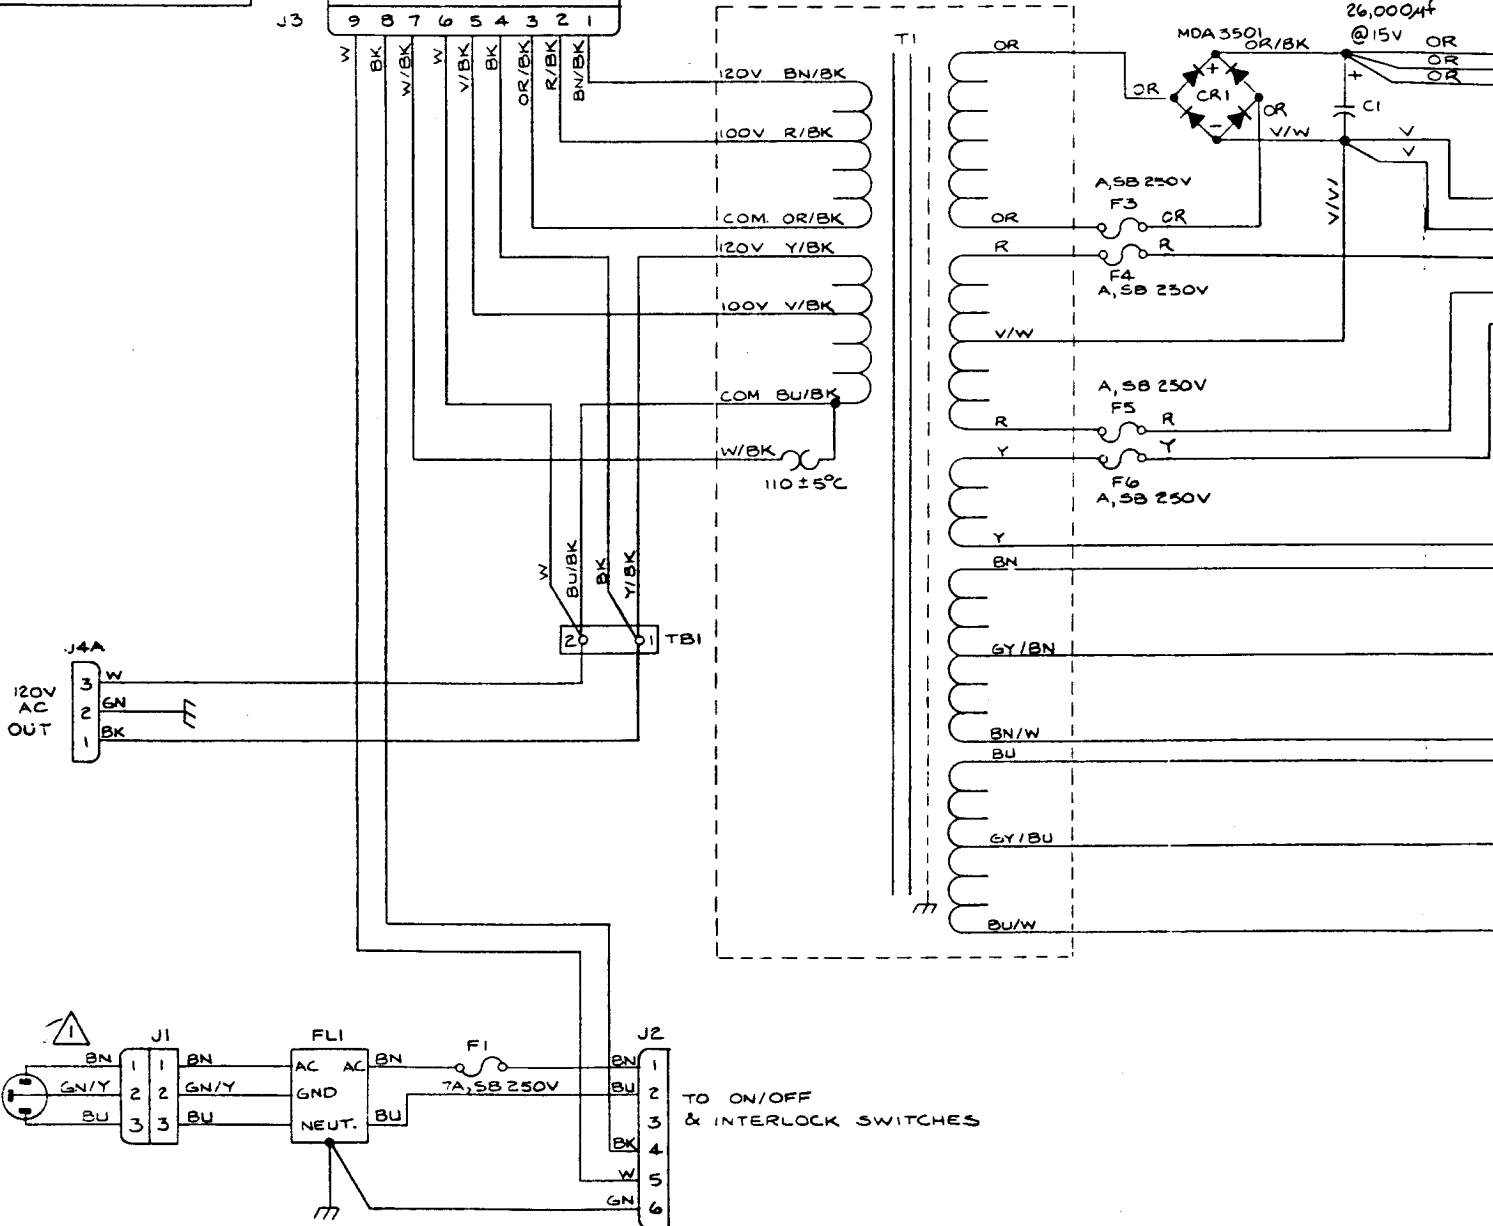 J3 9 8 7 6 5 4 3 2 1
W BK W/BK W V/BK BK OR/BK R/BK BN/BK
T1
120V BN/BK
100V R/BK
COM. OR/BK
120V Y/BK
100V V/BK
COM BU/BK
W/BK
110±5°C
OR
OR
R
V/W
R
Y
Y
BN
GY/BN
BN/W
BU
GY/BU
BU/W
MDA3501
OR/BK
OR
+
CR1
-
OR
V/W
26,000µf
@15V
OR
OR
OR
+
C1
V
V
A,SB 250V
F3
OR
R
F4
A,SB 250V
A,SB 250V
F5
R
Y
F6
A,SB 250V
W BU/BK BK Y/BK
2 1 TB1
J4A
120V
AC
OUT
3 W
2 GN
1 BK
1
J1
BN 1 1 BN
GN/Y 2 2 GN/Y
BU 3 3 BU
FL1
AC AC BN
GND
NEUT. BU
F1
7A,SB 250V
J2
BN 1
BU 2
3
BK 4
W 5
GN 6
TO ON/OFF
& INTERLOCK SWITCHES